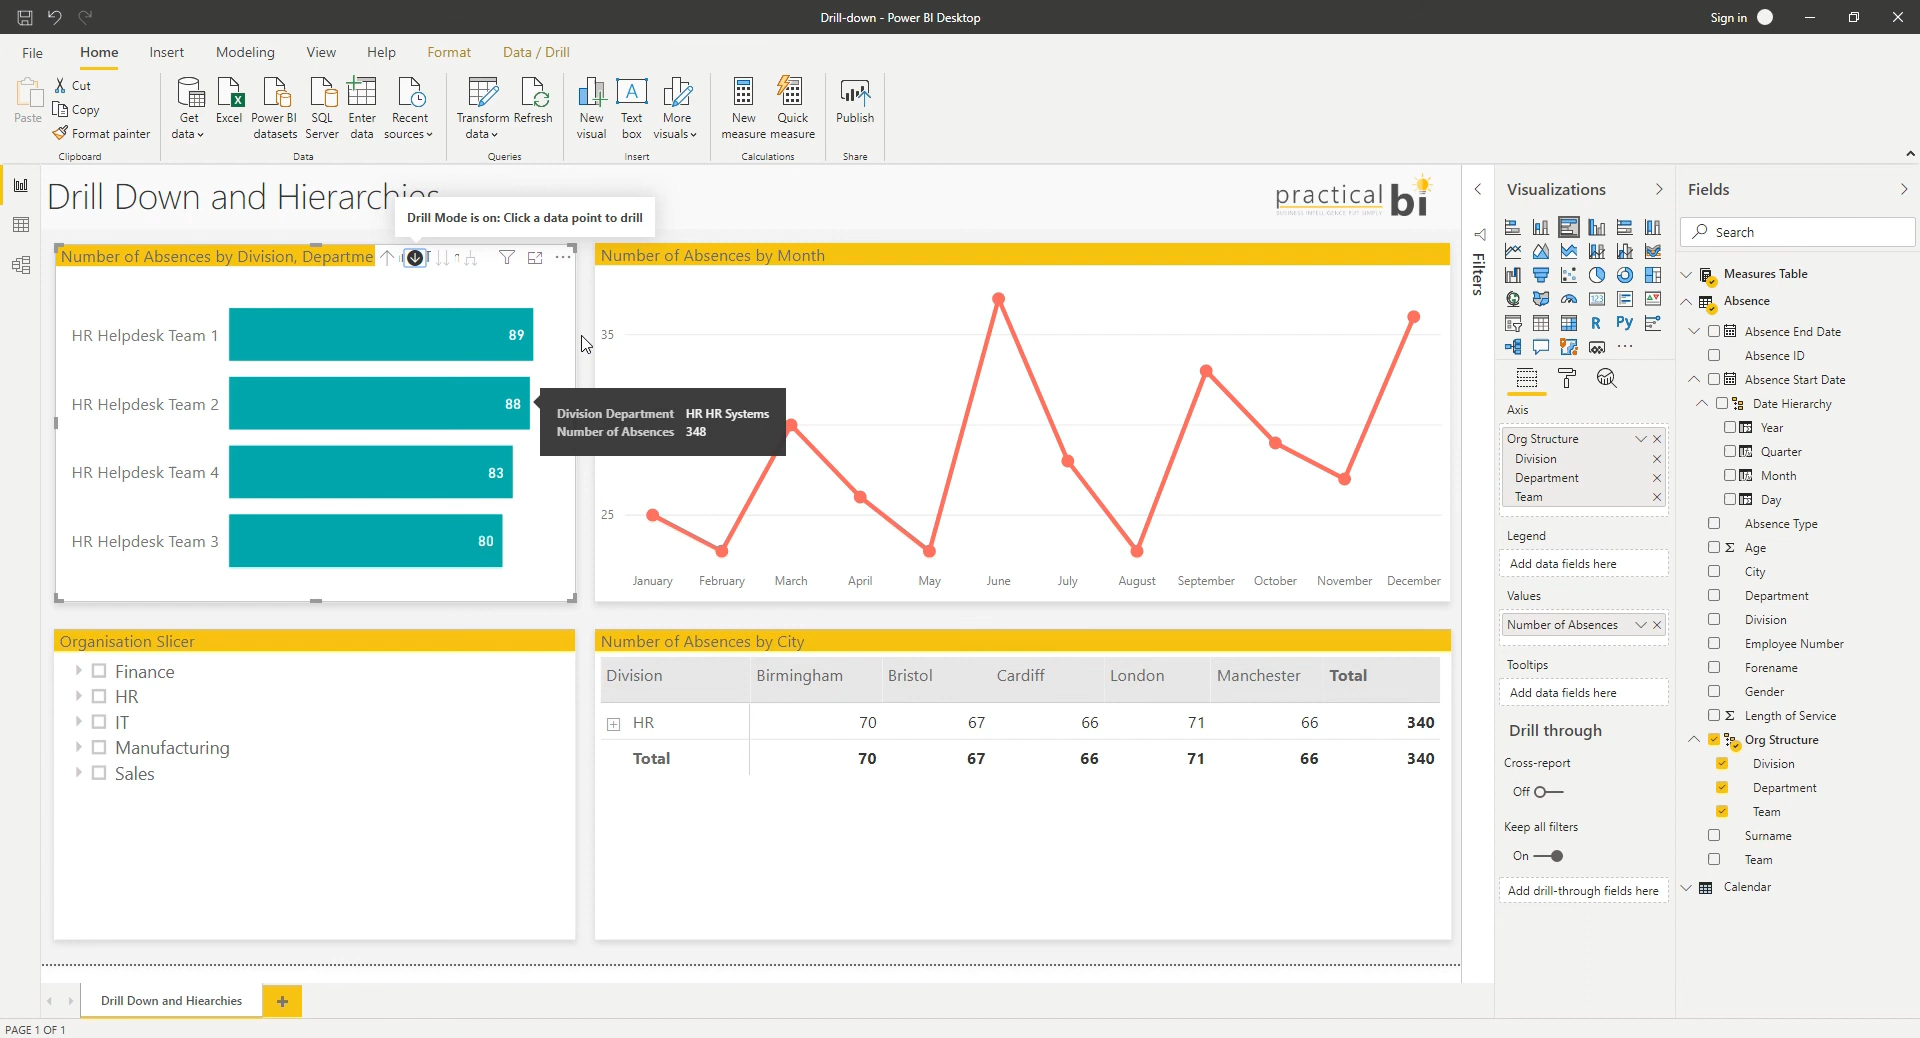 Drill-down - Power BI Desktop
Sign in
File Home Insert Modeling View Help Format Data / Drill
Paste
Cut
Copy
Format painter
Clipboard
Get data
Excel
Power BI datasets
SQL Server
Enter data
Recent sources
Data
Transform data
Refresh
Queries
New visual
Text box
More visuals
Insert
New measure
Quick measure
Calculations
Publish
Share
Drill Down and Hierarchies
practical bi
Drill Mode is on: Click a data point to drill
Number of Absences by Division, Departme
HR Helpdesk Team 1 89
HR Helpdesk Team 2 88
HR Helpdesk Team 4 83
HR Helpdesk Team 3 80
Division Department HR HR Systems
Number of Absences 348
Number of Absences by Month
35
25
January February March April May June July August September October November December
Organisation Slicer
Finance
HR
IT
Manufacturing
Sales
Number of Absences by City
Division Birmingham Bristol Cardiff London Manchester Total
HR 70 67 66 71 66 340
Total 70 67 66 71 66 340
Filters
Visualizations
R Py
123
Axis
Org Structure
Division
Department
Team
Legend
Add data fields here
Values
Number of Absences
Tooltips
Add data fields here
Drill through
Cross-report
Off
Keep all filters
On
Add drill-through fields here
Fields
Search
Measures Table
Absence
Absence End Date
Absence ID
Absence Start Date
Date Hierarchy
Year
Quarter
Month
Day
Absence Type
Age
City
Department
Division
Employee Number
Forename
Gender
Length of Service
Org Structure
Division
Department
Team
Surname
Team
Calendar
Drill Down and Hiearchies
PAGE 1 OF 1